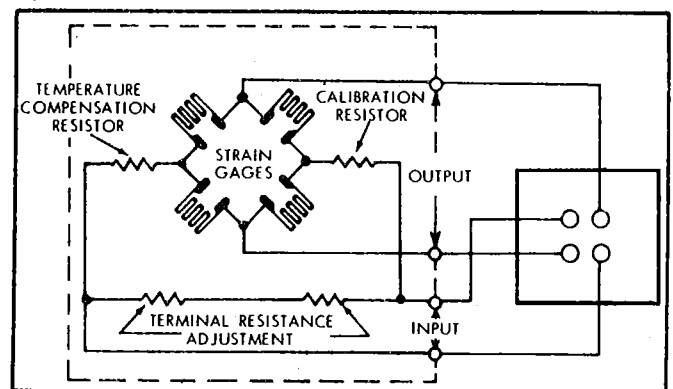 TEMPERATURE
COMPENSATION
RESISTOR
CALIBRATION
RESISTOR
STRAIN
GAGES
OUTPUT
TERMINAL RESISTANCE
ADJUSTMENT
INPUT